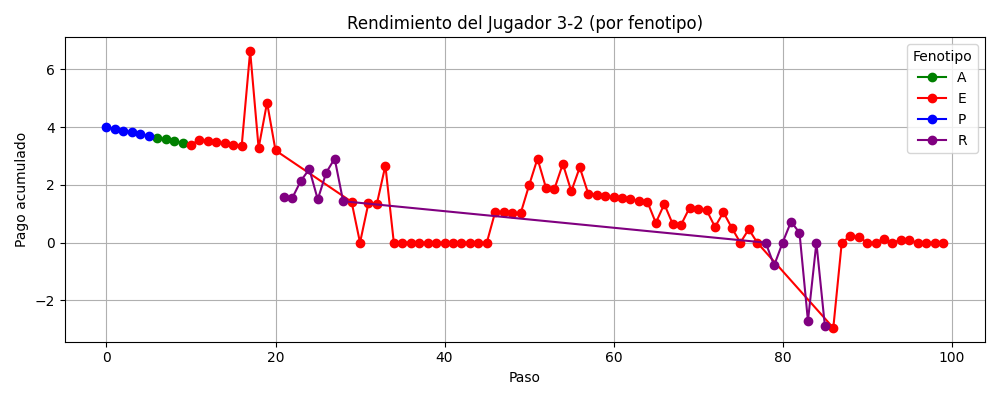 Rendimiento del Jugador 3-2 (por fenotipo)
Pago acumulado
6
4
2
0
−2
Fenotipo
A
E
P
R
0 20 40 60 80 100
Paso